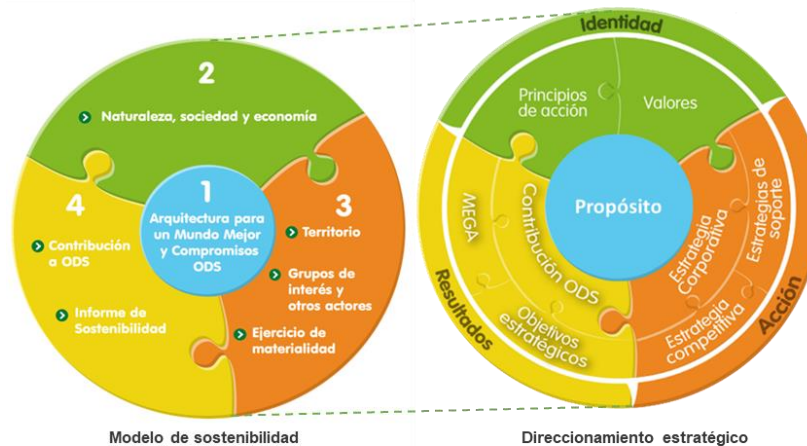 2
Naturaleza, sociedad y economía
1
Arquitectura para
un Mundo Mejor
y Compromisos
ODS
3
Territorio
Grupos de
interés y
otros actores
Ejercicio de
materialidad
4
Contribución
a ODS
Informe de
Sostenibilidad
Modelo de sostenibilidad
Identidad
Principios
de acción
Valores
Propósito
Estrategias de
soporte
Estrategia
Corporativa
Estrategia
competitiva
Acción
MEGA
Contribución ODS
Objetivos
estratégicos
Resultados
Direccionamiento estratégico